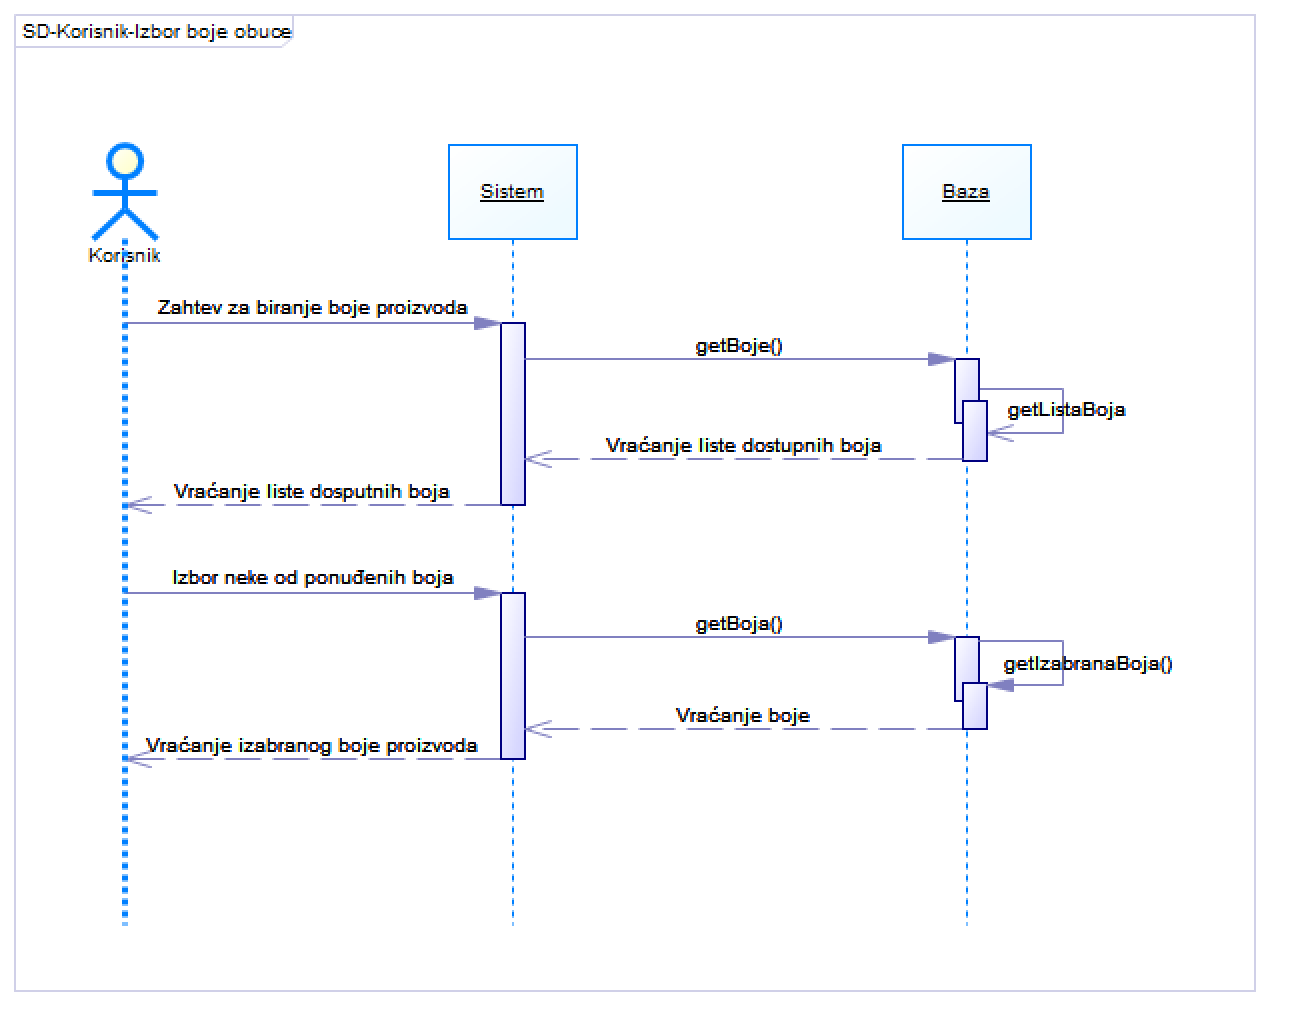 SD-Korisnik-Izbor boje obuce
Korisnik
Sistem
Baza
Zahtev za biranje boje proizvoda
getBoje()
getListaBoja
Vraćanje liste dostupnih boja
Vraćanje liste dosputnih boja
Izbor neke od ponuđenih boja
getBoja()
getIzabranaBoja()
Vraćanje boje
Vraćanje izabranog boje proizvoda